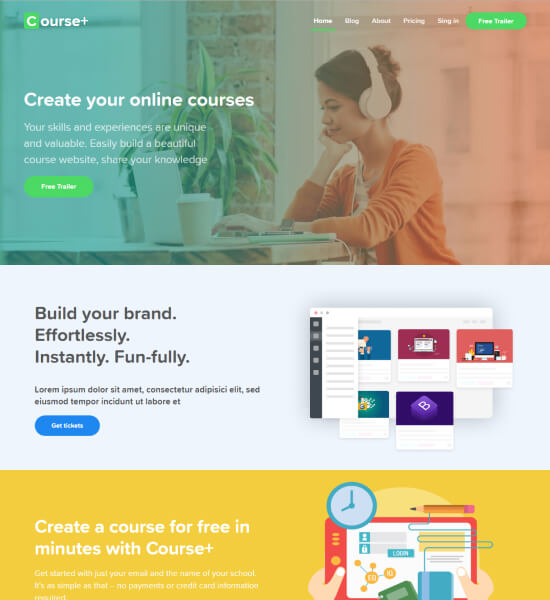 Course+
Home Blog About Pricing Sing in Free Trailer
Create your online courses
Your skills and experiences are unique
and valuable. Easily build a beautiful
course website, share your knowledge
Free Trailer
Build your brand.
Effortlessly.
Instantly. Fun-fully.
Lorem ipsum dolor sit amet, consectetur adipisici elit, sed
eiusmod tempor incidunt ut labore et
Get tickets
B
Create a course for free in
minutes with Course+
Get started with just your email and the name of your school.
It's as simple as that – no payments or credit card information
required.
LOGIN